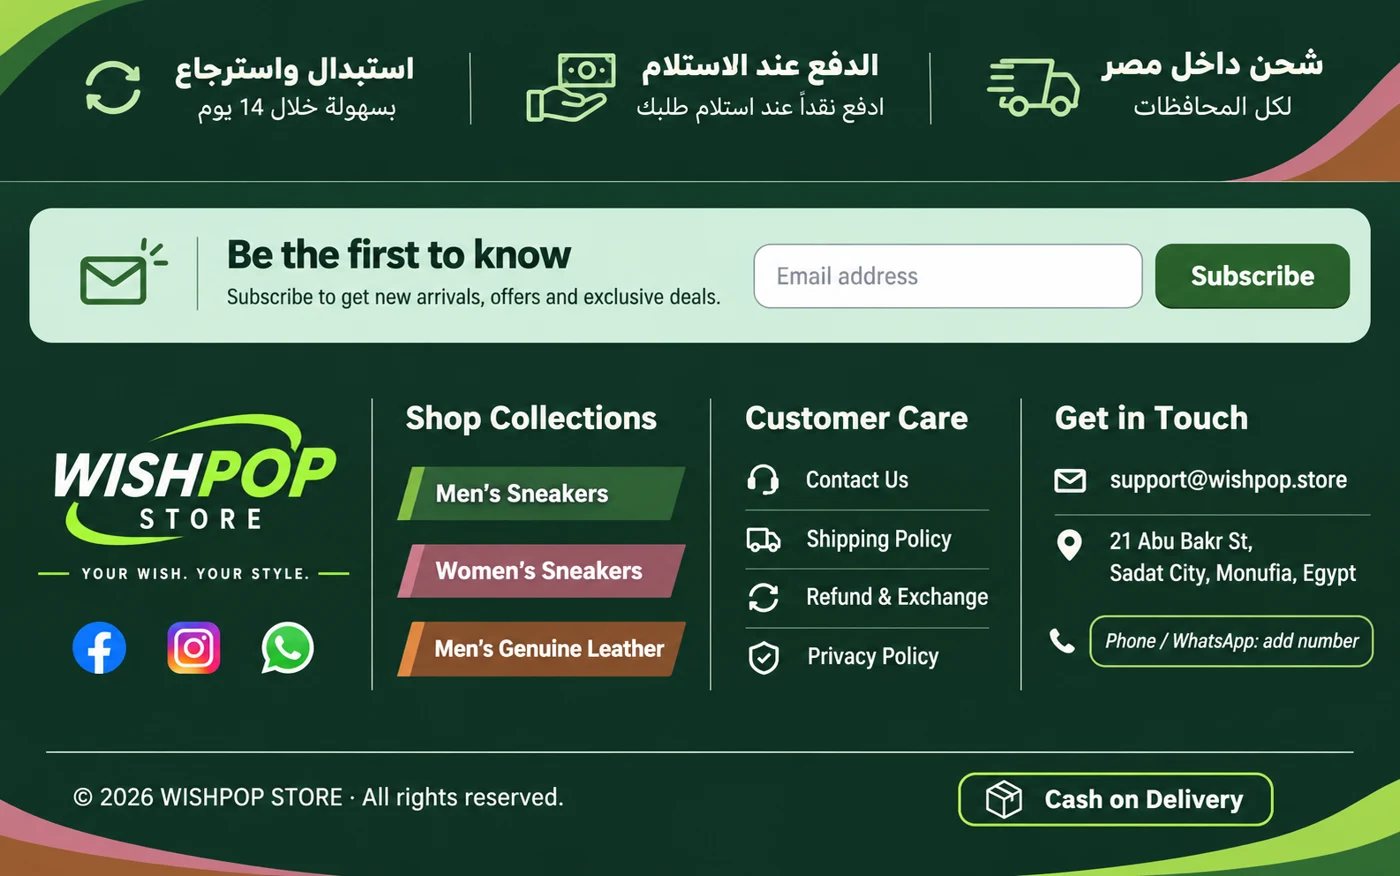 شحن داخل مصر
لكل المحافظات
الدفع عند الاستلام
ادفع نقداً عند استلام طلبك
استبدال واسترجاع
بسهولة خلال 14 يوم
Be the first to know
Subscribe to get new arrivals, offers and exclusive deals.
Email address
Subscribe
WISHPOP
STORE
YOUR WISH. YOUR STYLE.
Shop Collections
Men's Sneakers
Women's Sneakers
Men's Genuine Leather
Customer Care
Contact Us
Shipping Policy
Refund & Exchange
Privacy Policy
Get in Touch
support@wishpop.store
21 Abu Bakr St,
Sadat City, Monufia, Egypt
Phone / WhatsApp: add number
© 2026 WISHPOP STORE · All rights reserved.
Cash on Delivery